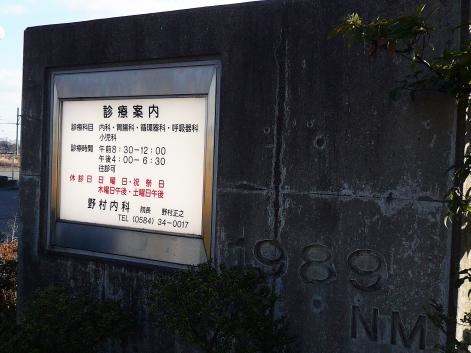 診療案内
診療科目 内科・胃腸科・循環器科・呼吸器科
小児科
診療時間 午前8:30−12:00
午後4:00−6:30
往診可
休診日 日曜日・祝祭日
木曜日午後・土曜日午後
野村内科 院長 野村正之
TEL (0584) 34−0017
1989
NM